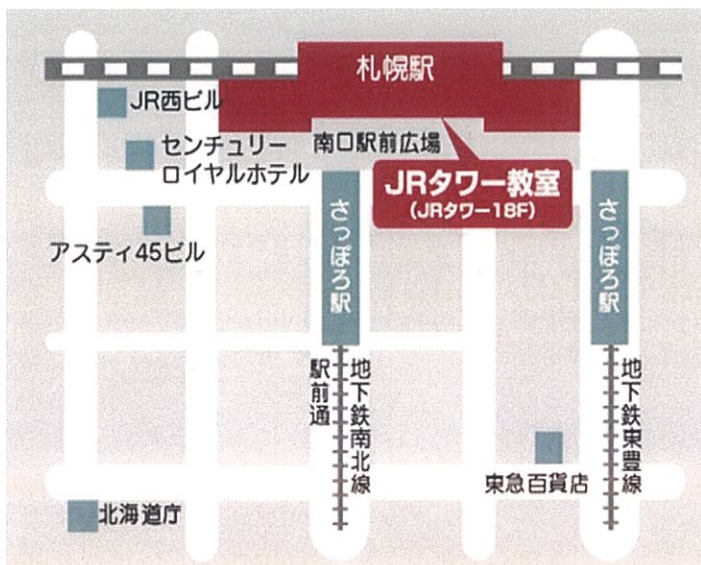 札幌駅
JR西ビル
センチュリー
ロイヤルホテル
南口駅前広場
JRタワー教室
(JRタワー18F)
アスティ45ビル
さっぽろ駅
さっぽろ駅
駅前通
地下鉄南北線
地下鉄東豊線
東急百貨店
北海道庁